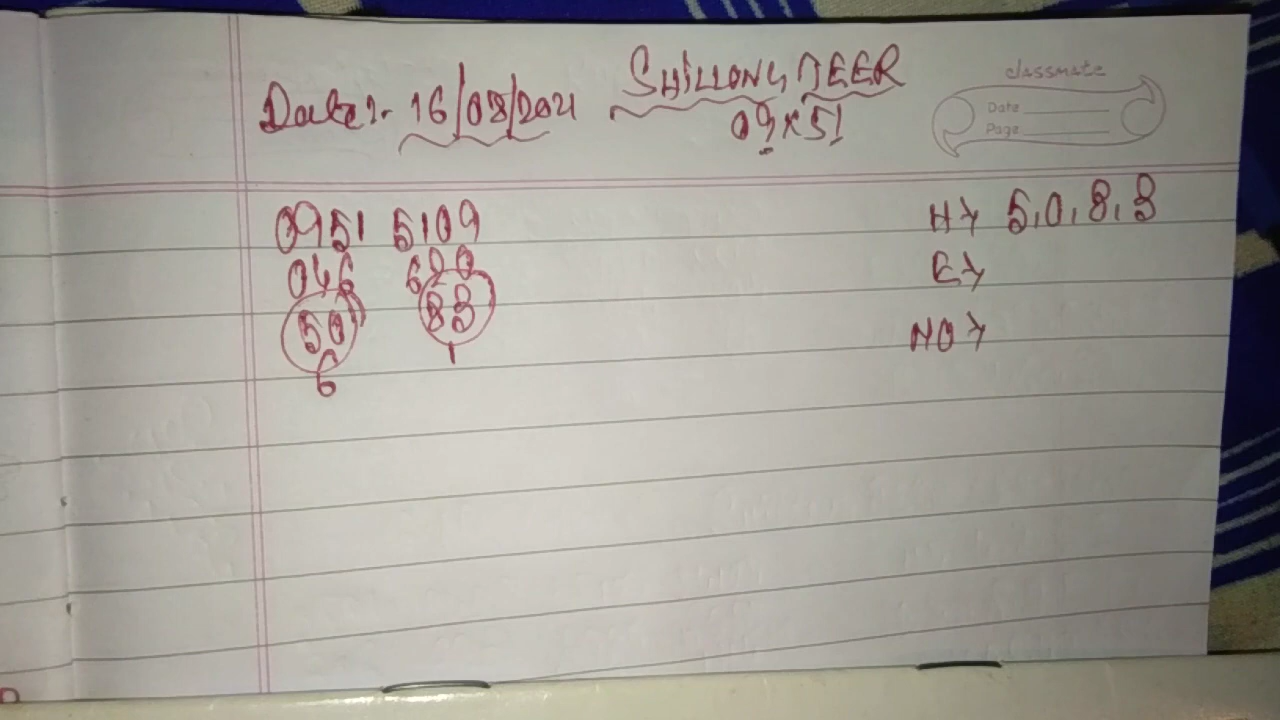 Date:- 16/08/2021 SHILLONG TEER
09x51
classmate
Date
Page
0951 5109
046 620
50 83
6 1
H> 5,0,8,3
E>
NO>